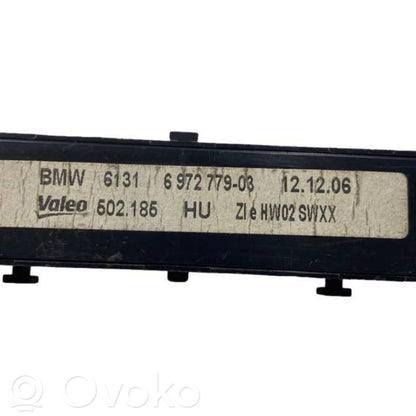 BMW 6131 6 972 779-03 12.12.06
Valeo 502.185 HU ZI e HW02 SWXX
© Ovoko